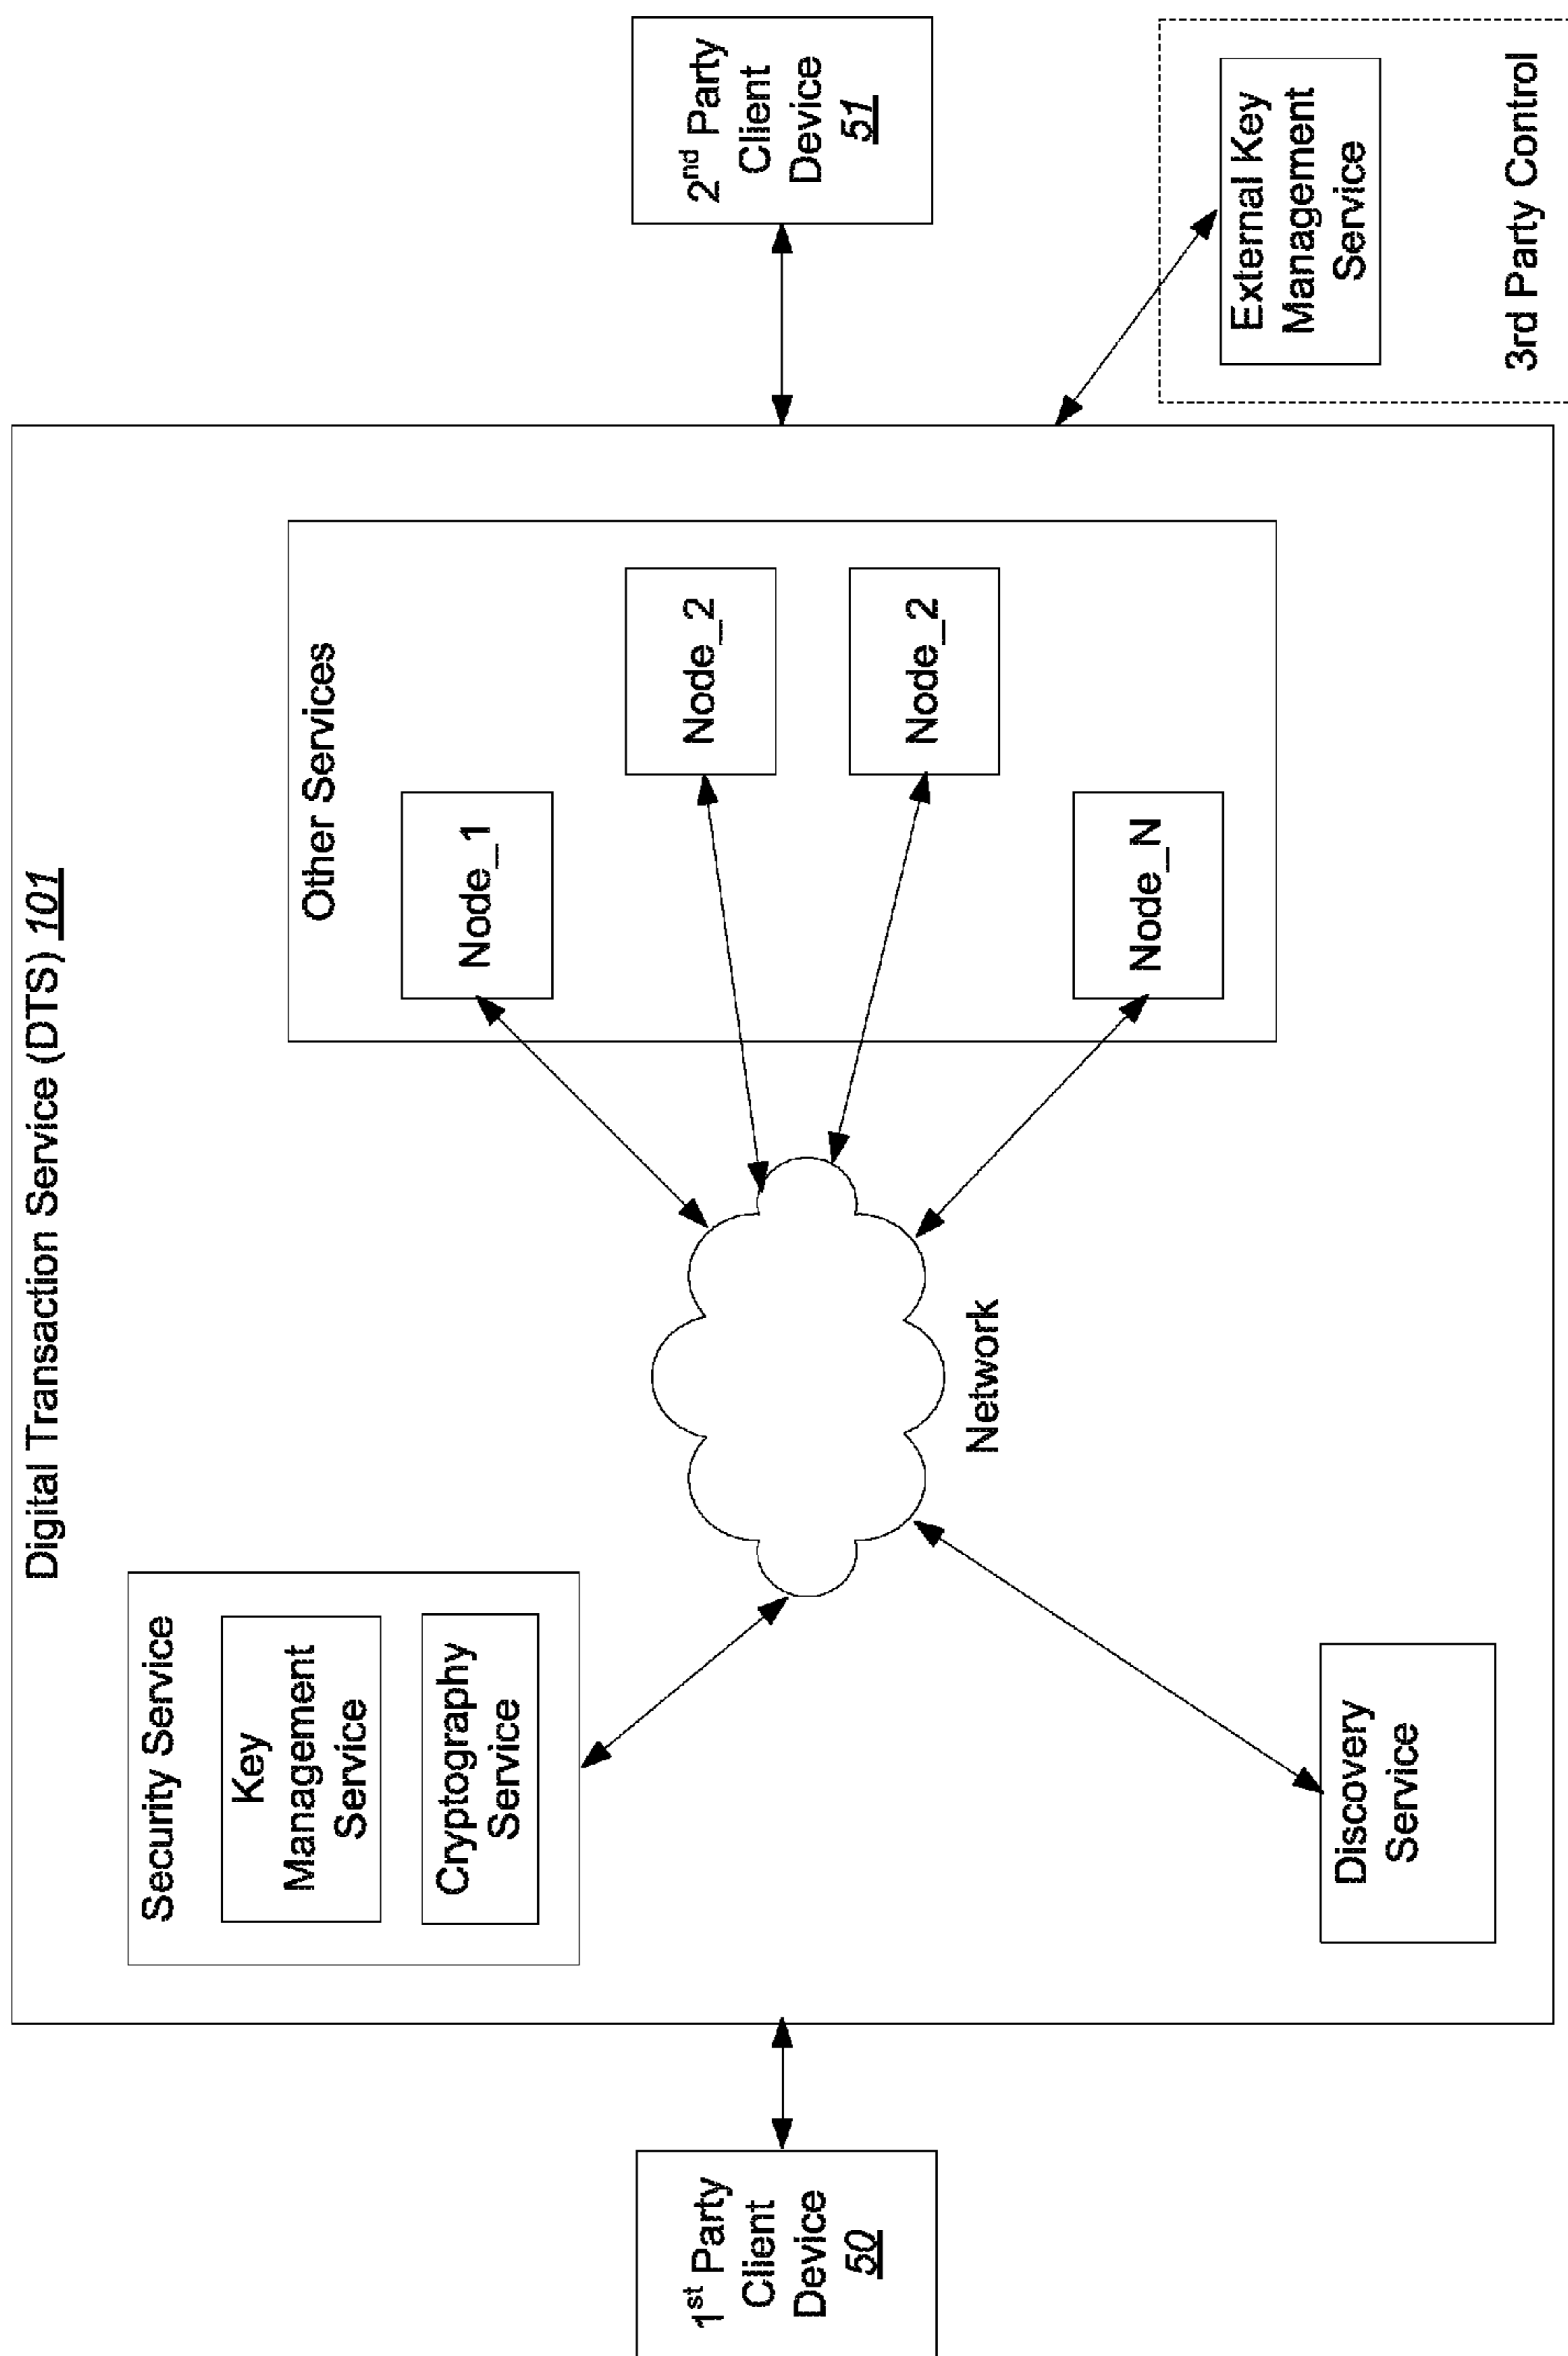 Digital Transaction Service (DTS) 101
Security Service
Key
Management
Service
Cryptography
Service
Discovery
Service
Network
Other Services
Node_1
Node_2
Node_2
Node_N
1st Party
Client
Device
50
2nd Party
Client
Device
51
External Key
Management
Service
3rd Party Control